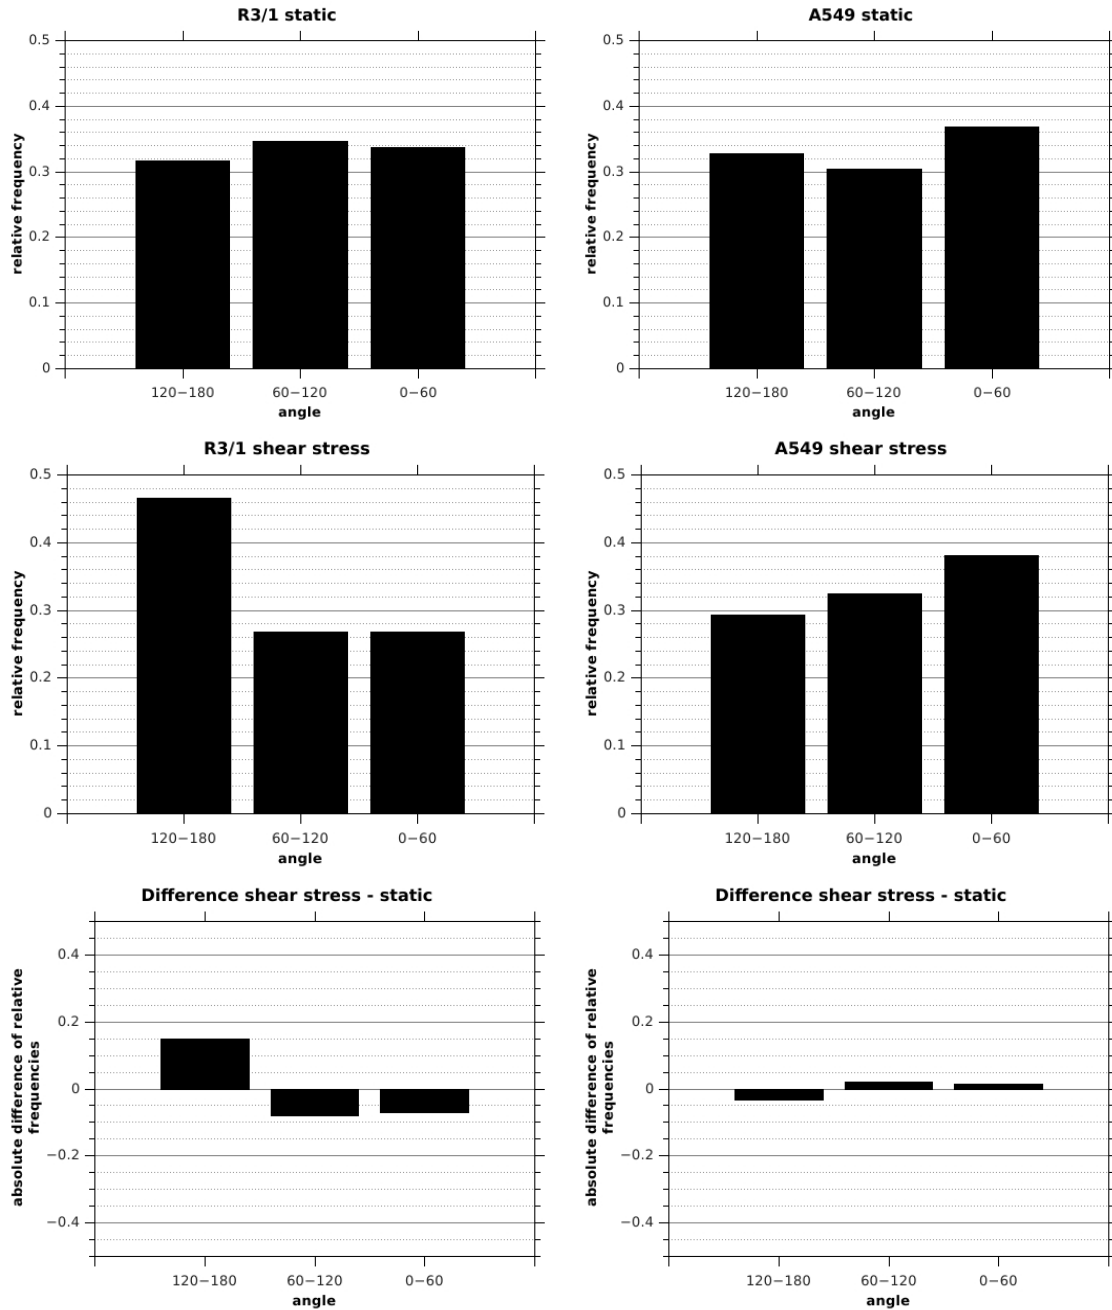 R3/1 static
0.5
0.4
0.3
0.2
0.1
0
relative frequency
120−180 60−120 0−60
angle
A549 static
0.5
0.4
0.3
0.2
0.1
0
relative frequency
120−180 60−120 0−60
angle
R3/1 shear stress
0.5
0.4
0.3
0.2
0.1
0
relative frequency
120−180 60−120 0−60
angle
A549 shear stress
0.5
0.4
0.3
0.2
0.1
0
relative frequency
120−180 60−120 0−60
angle
Difference shear stress - static
0.4
0.2
0
−0.2
−0.4
absolute difference of relative
frequencies
120−180 60−120 0−60
angle
Difference shear stress - static
0.4
0.2
0
−0.2
−0.4
absolute difference of relative
frequencies
120−180 60−120 0−60
angle